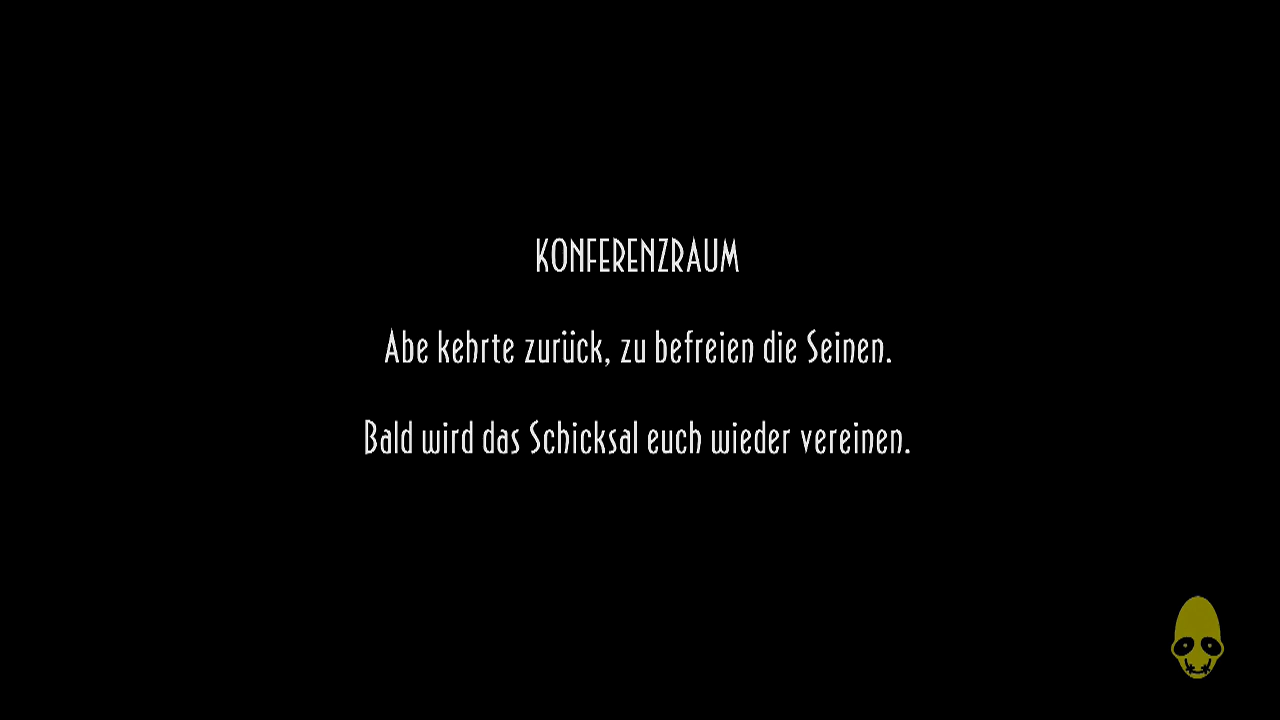 KONFERENZRAUM
Abe kehrte zurück, zu befreien die Seinen.
Bald wird das Schicksal euch wieder vereinen.